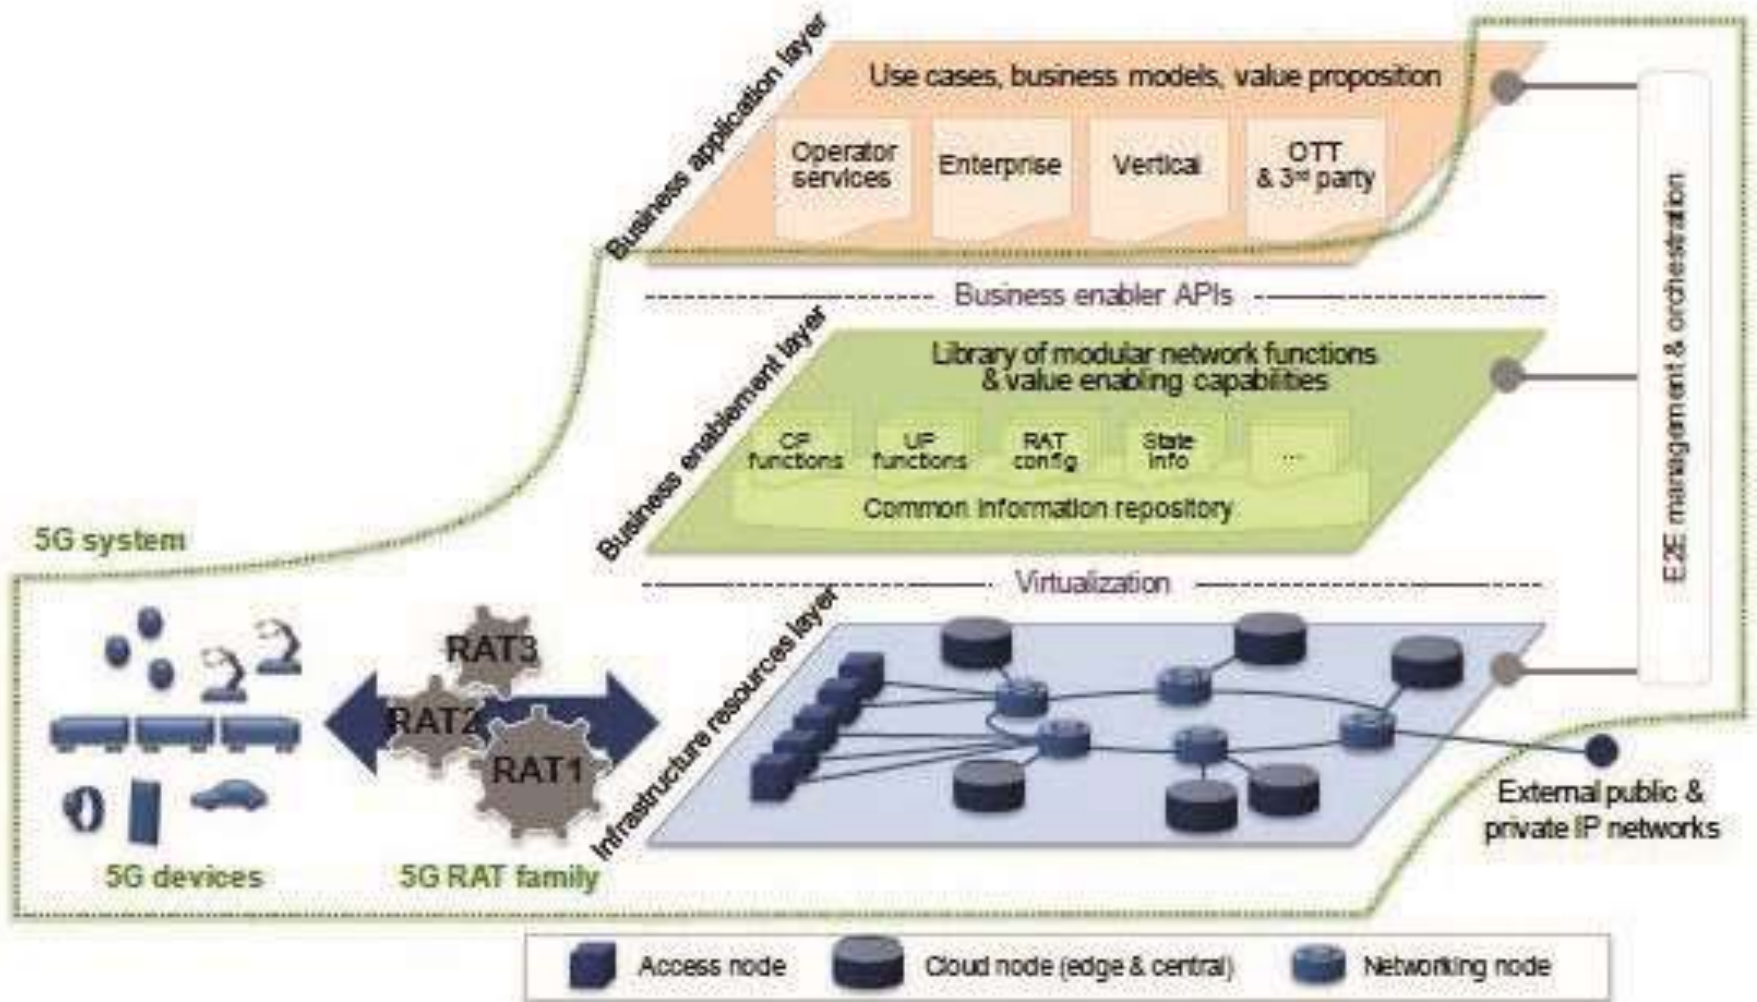 Business application layer
Use cases, business models, value proposition
Operator
services
Enterprise
Vertical
OTT
& 3rd party
Business enabler APIs
Business enablement layer
Library of modular network functions
& value enabling capabilities
CP
functions
UP
functions
RAT
config
State
info
...
Common information repository
E2E management & orchestration
5G system
Virtualization
Infrastructure resources layer
RAT3
RAT2
RAT1
5G devices
5G RAT family
External public &
private IP networks
Access node
Cloud node (edge & central)
Networking node